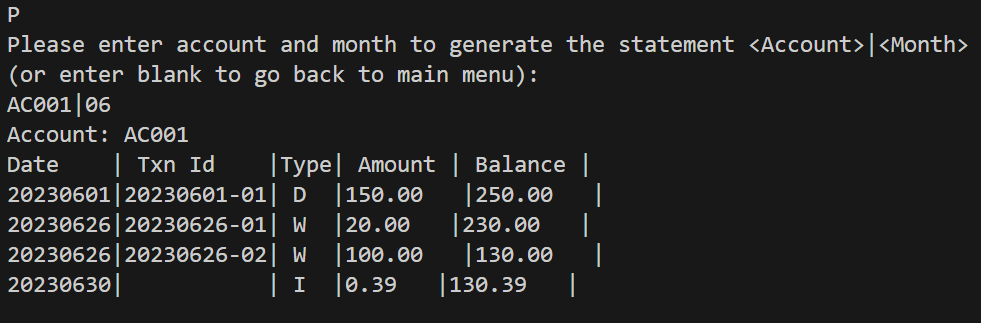 P
Please enter account and month to generate the statement <Account>|<Month>
(or enter blank to go back to main menu):
AC001|06
Account: AC001
Date    | Txn Id    |Type| Amount | Balance |
20230601|20230601-01| D  |150.00   |250.00   |
20230626|20230626-01| W  |20.00    |230.00   |
20230626|20230626-02| W  |100.00   |130.00   |
20230630|           | I  |0.39   |130.39   |